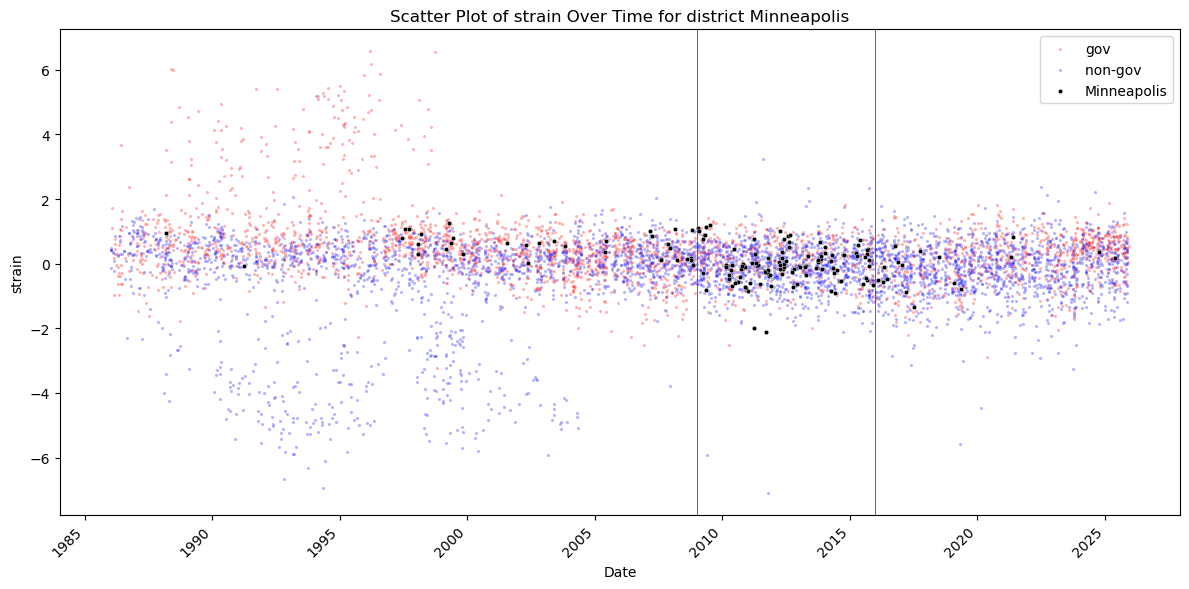 Scatter Plot of strain Over Time for district Minneapolis
gov
non-gov
Minneapolis
strain
6
4
2
0
−2
−4
−6
1985
1990
1995
2000
2005
2010
2015
2020
2025
Date